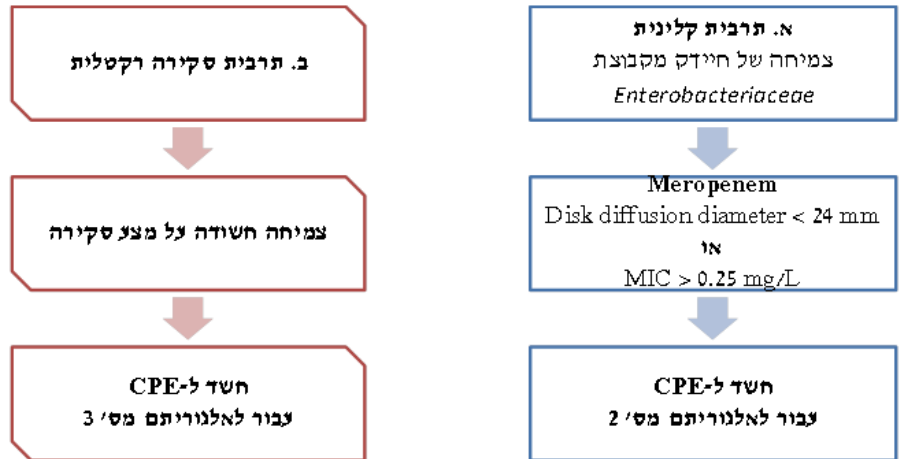 א. תרבית קלינית
צמיחה של חיידק מקבוצת
Enterobacteriaceae
Meropenem
Disk diffusion diameter < 24 mm
או
MIC > 0.25 mg/L
חשד ל-CPE
עבור לאלגוריתם מס׳ 2
ב. תרבית סקירה רקטלית
צמיחה חשודה על מצע סקירה
חשד ל-CPE
עבור לאלגוריתם מס׳ 3